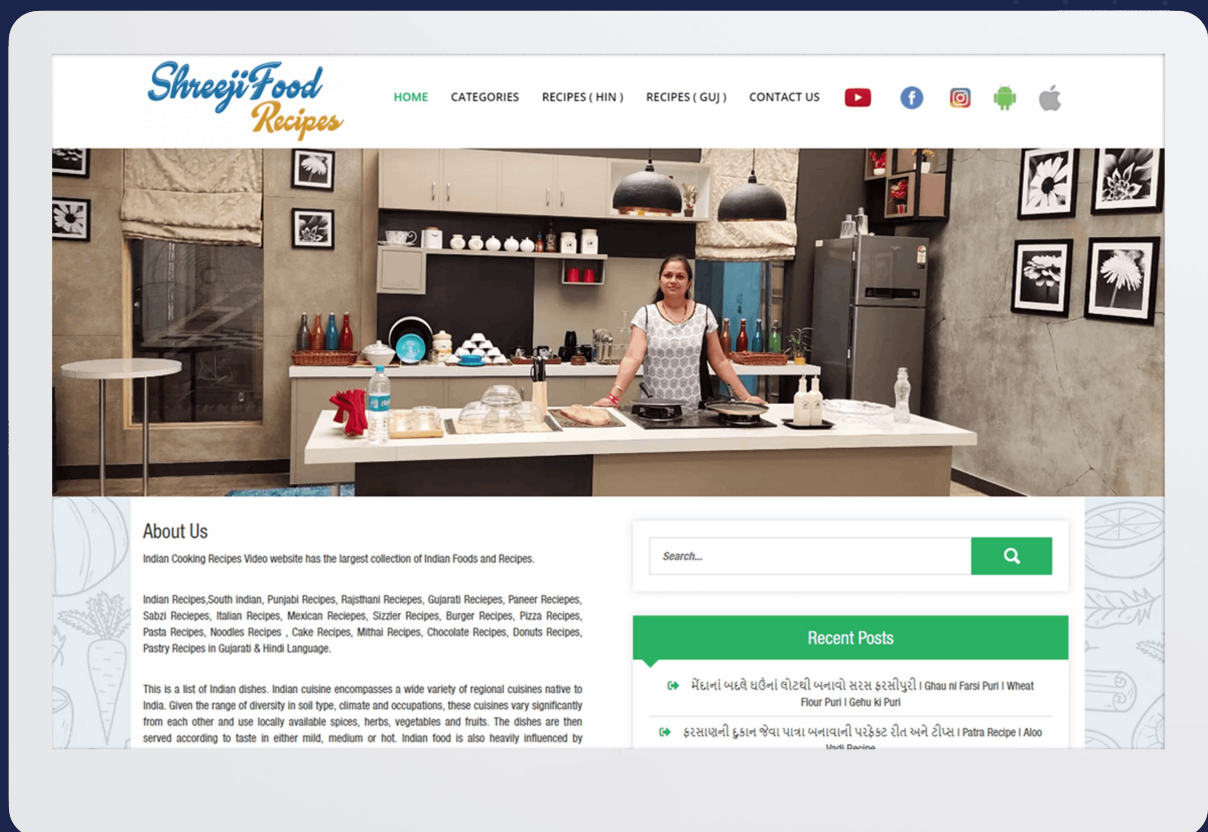 Shreeji Food
Recipes
HOME CATEGORIES RECIPES ( HIN ) RECIPES ( GUJ ) CONTACT US
About Us
Indian Cooking Recipes Video website has the largest collection of Indian Foods and Recipes.
Indian Recipes,South indian, Punjabi Recipes, Rajsthani Reciepes, Gujarati Reciepes, Paneer Reciepes,
Sabzi Reciepes, Italian Recipes, Mexican Reciepes, Sizzler Recipes, Burger Recipes, Pizza Recipes,
Pasta Recipes, Noodles Recipes , Cake Recipes, Mithai Recipes, Chocolate Recipes, Donuts Recipes,
Pastry Recipes in Gujarati & Hindi Language.
This is a list of Indian dishes. Indian cuisine encompasses a wide variety of regional cuisines native to
India. Given the range of diversity in soil type, climate and occupations, these cuisines vary significantly
from each other and use locally available spices, herbs, vegetables and fruits. The dishes are then
served according to taste in either mild, medium or hot. Indian food is also heavily influenced by
Search...
Recent Posts
મેંદાનાં બદલે ઘઉંનાં લોટથી બનાવો સરસ ફરસીપુરી I Ghau ni Farsi Puri I Wheat
Flour Puri I Gehu ki Puri
ફરસાણની દુકાન જેવા પાત્રા બનાવાની પરફેક્ટ રીત અને ટીપ્સ I Patra Recipe I Aloo
Vadi Recipe